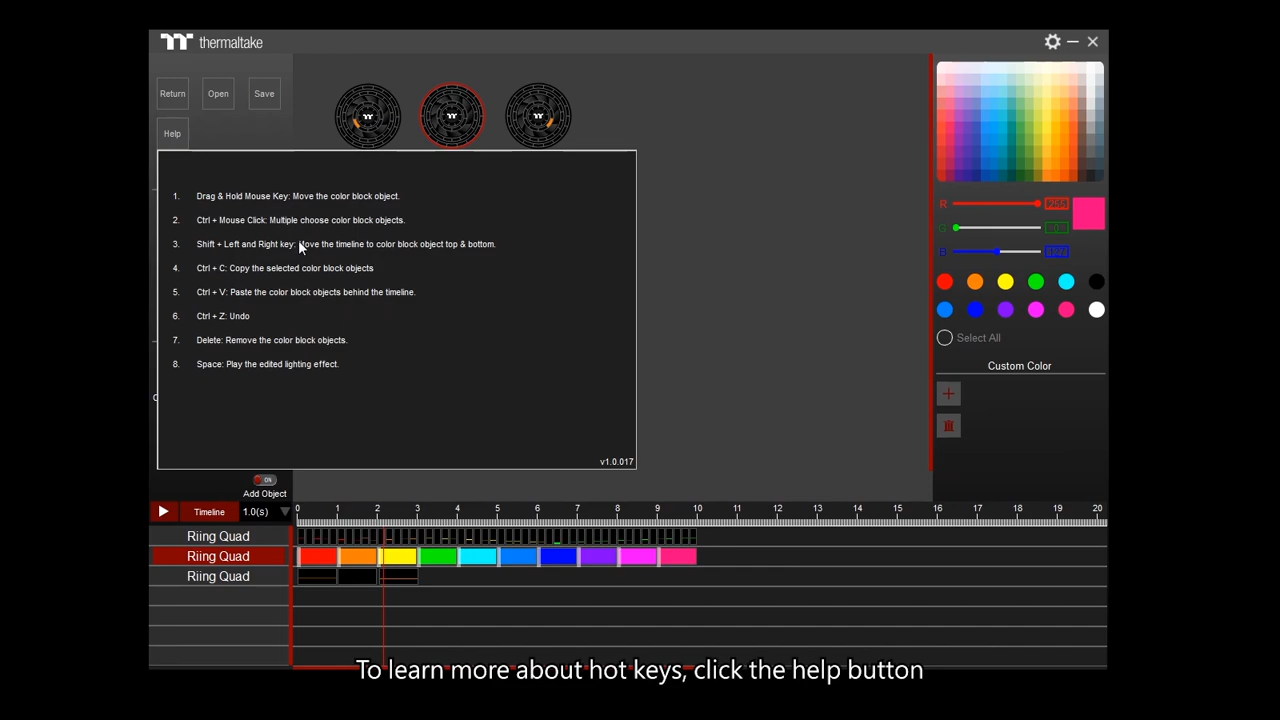 thermaltake
Return
Open
Save
Help
1. Drag & Hold Mouse Key: Move the color block object.
2. Ctrl + Mouse Click: Multiple choose color block objects.
3. Shift + Left and Right key: Move the timeline to color block object top & bottom.
4. Ctrl + C: Copy the selected color block objects
5. Ctrl + V: Paste the color block objects behind the timeline.
6. Ctrl + Z: Undo
7. Delete: Remove the color block objects.
8. Space: Play the edited lighting effect.
v1.0.017
R 255
G 0
B 127
Select All
Custom Color
ON
Add Object
Timeline 1.0(s) 0 1 2 3 4 5 6 7 8 9 10 11 12 13 14 15 16 17 18 19 20
Riing Quad
Riing Quad
Riing Quad
To learn more about hot keys, click the help button